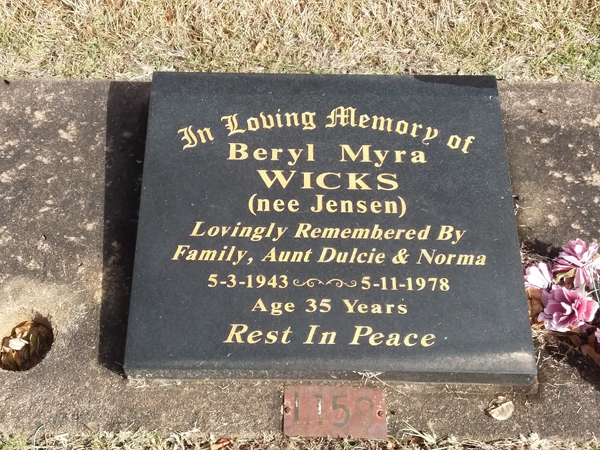 In Loving Memory of
Beryl Myra
WICKS
(nee Jensen)
Lovingly Remembered By
Family, Aunt Dulcie & Norma
5-3-1943 5-11-1978
Age 35 Years
Rest In Peace